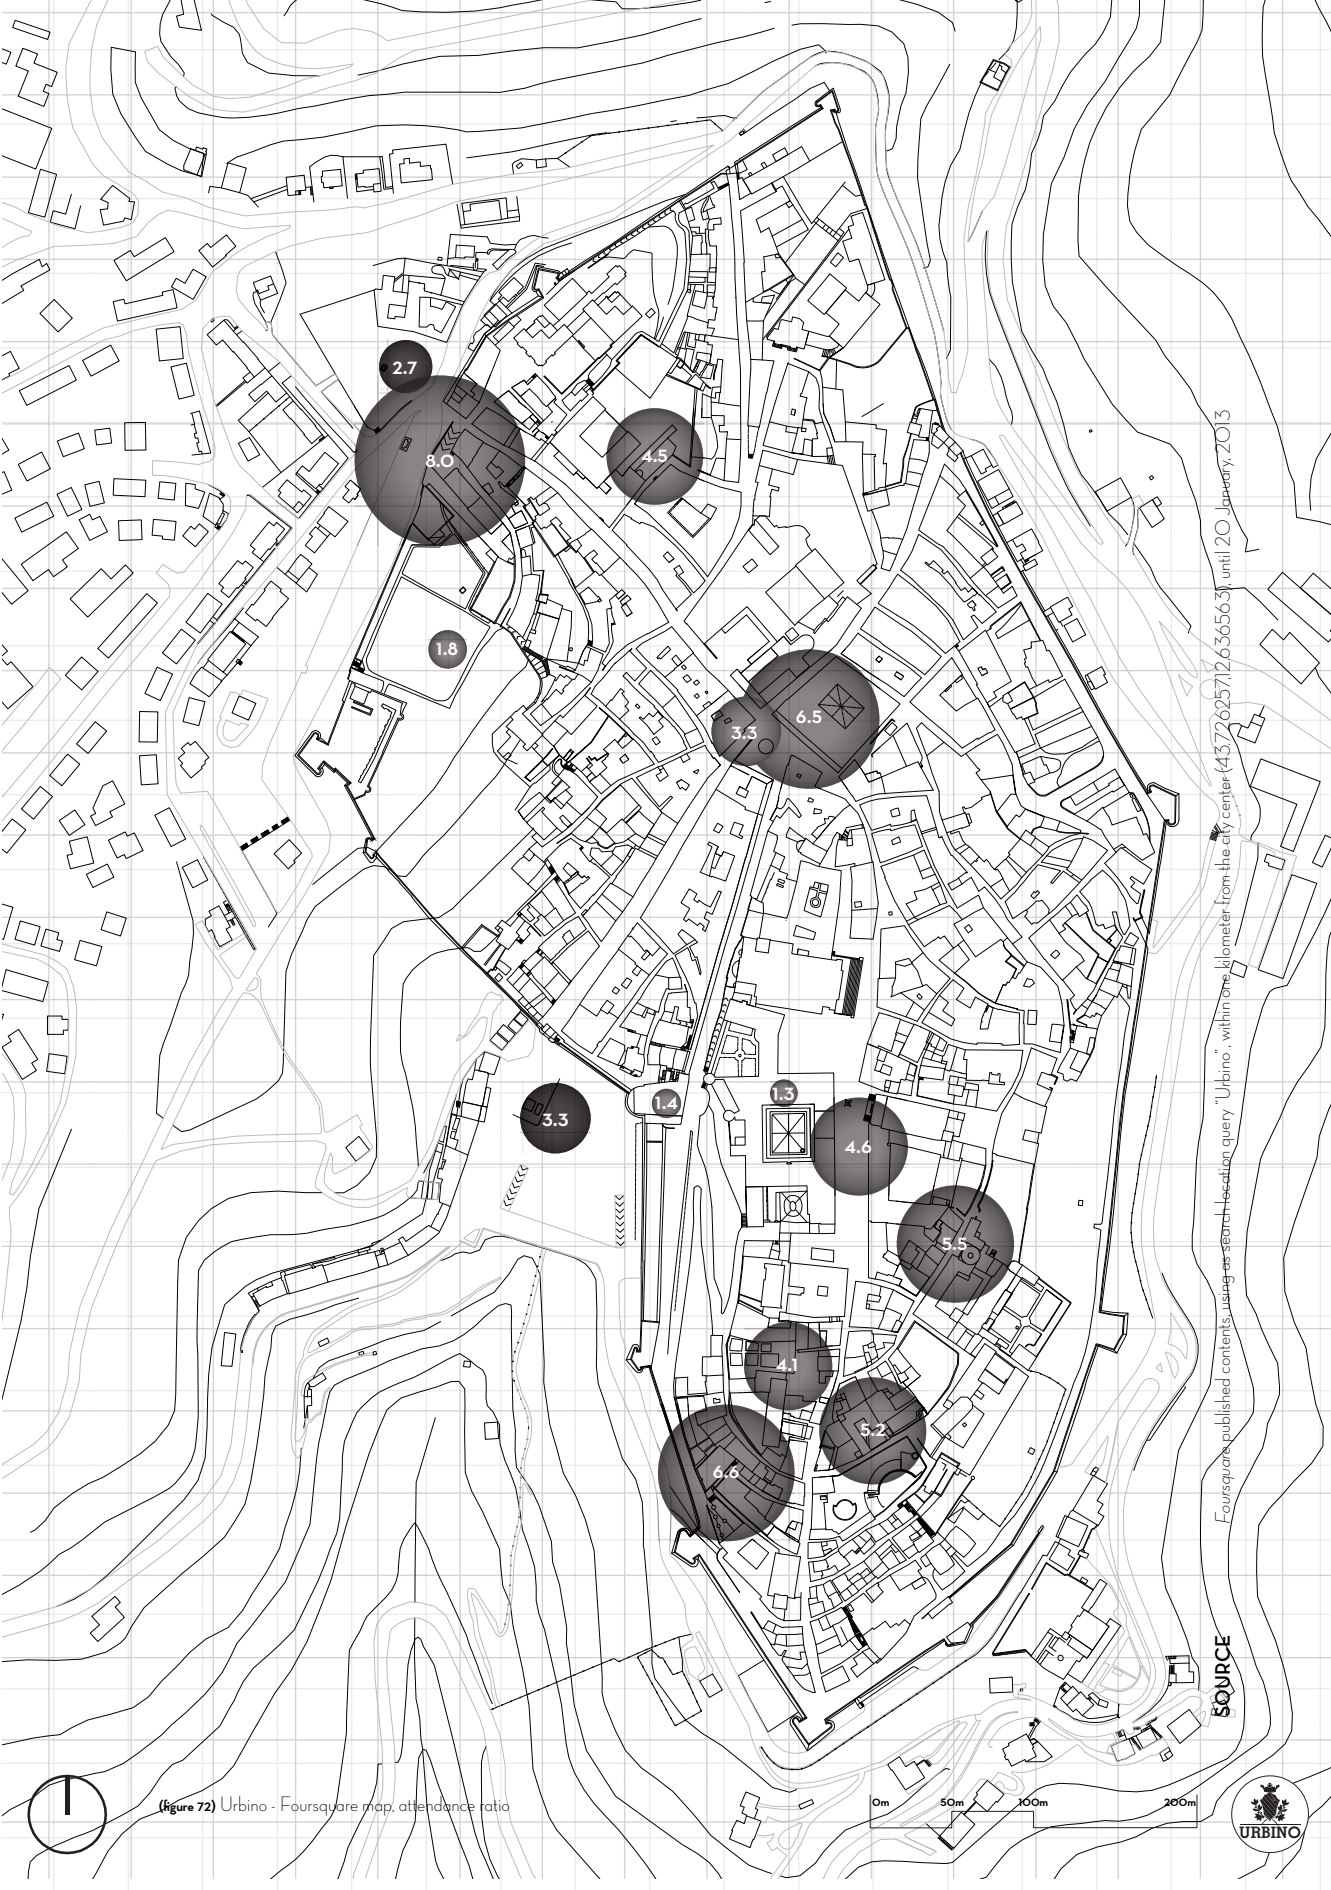 2.7
8.0
4.5
1.8
6.5
3.3
1.3
1.4
3.3
4.6
5.5
4.1
5.2
6.6
SOURCE
Foursquare published contents, using as search location query "Urbino", within one kilometer from the city center (43.7262571,12.6365633), until 20 January, 2013
(figure 72) Urbino - Foursquare map, attendance ratio
0m 50m 100m 200m
URBINO